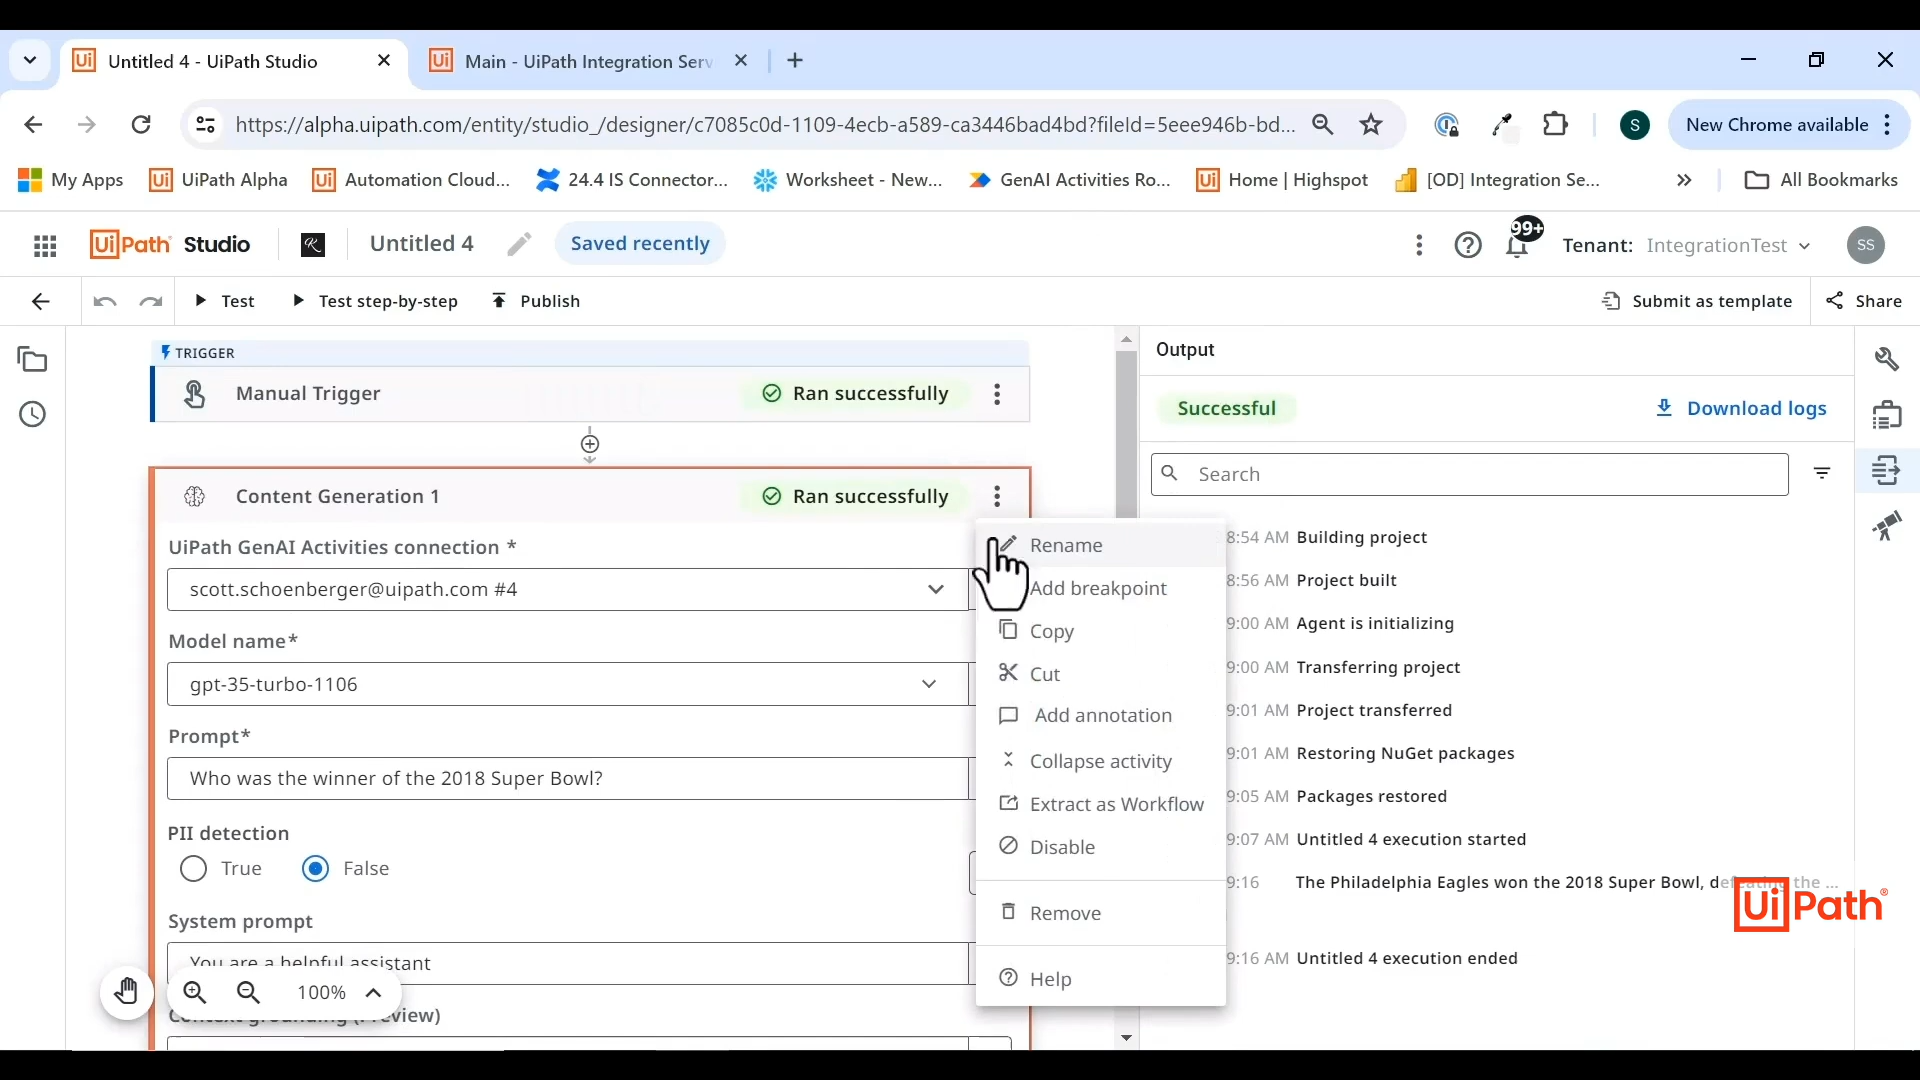 Untitled 4 - UiPath Studio
Main - UiPath Integration Serv
https://alpha.uipath.com/entity/studio_/designer/c7085c0d-1109-4ecb-a589-ca3446bad4bd?fileId=5eee946b-bd...
S
New Chrome available
My Apps
UiPath Alpha
Automation Cloud...
24.4 IS Connector...
Worksheet - New...
GenAI Activities Ro...
Home | Highspot
[OD] Integration Se...
All Bookmarks
UiPath Studio
Untitled 4
Saved recently
99+
Tenant: IntegrationTest
SS
Test
Test step-by-step
Publish
Submit as template
Share
TRIGGER
Manual Trigger
Ran successfully
Content Generation 1
Ran successfully
UiPath GenAI Activities connection *
scott.schoenberger@uipath.com #4
Model name*
gpt-35-turbo-1106
Prompt*
Who was the winner of the 2018 Super Bowl?
PII detection
True
False
System prompt
You are a helpful assistant
100%
Context grounding (Preview)
Rename
Add breakpoint
Copy
Cut
Add annotation
Collapse activity
Extract as Workflow
Disable
Remove
Help
Output
Successful
Download logs
Search
8:54 AM Building project
8:56 AM Project built
9:00 AM Agent is initializing
9:00 AM Transferring project
9:01 AM Project transferred
9:01 AM Restoring NuGet packages
9:05 AM Packages restored
9:07 AM Untitled 4 execution started
9:16 The Philadelphia Eagles won the 2018 Super Bowl, defeating the ...
9:16 AM Untitled 4 execution ended
UiPath®